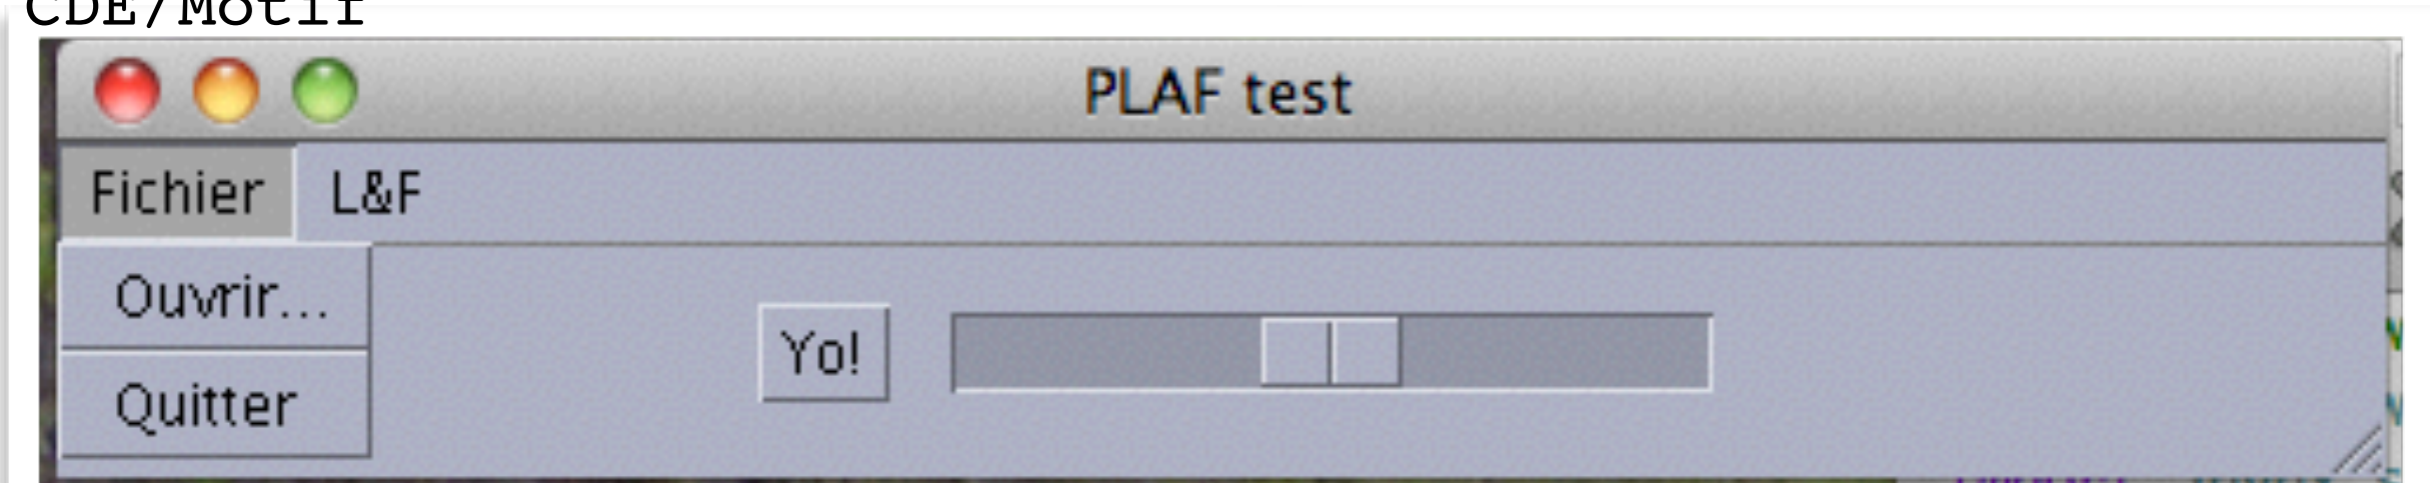 CDE/Motif
PLAF test
Fichier L&F
Ouvrir...
Yo!
Quitter